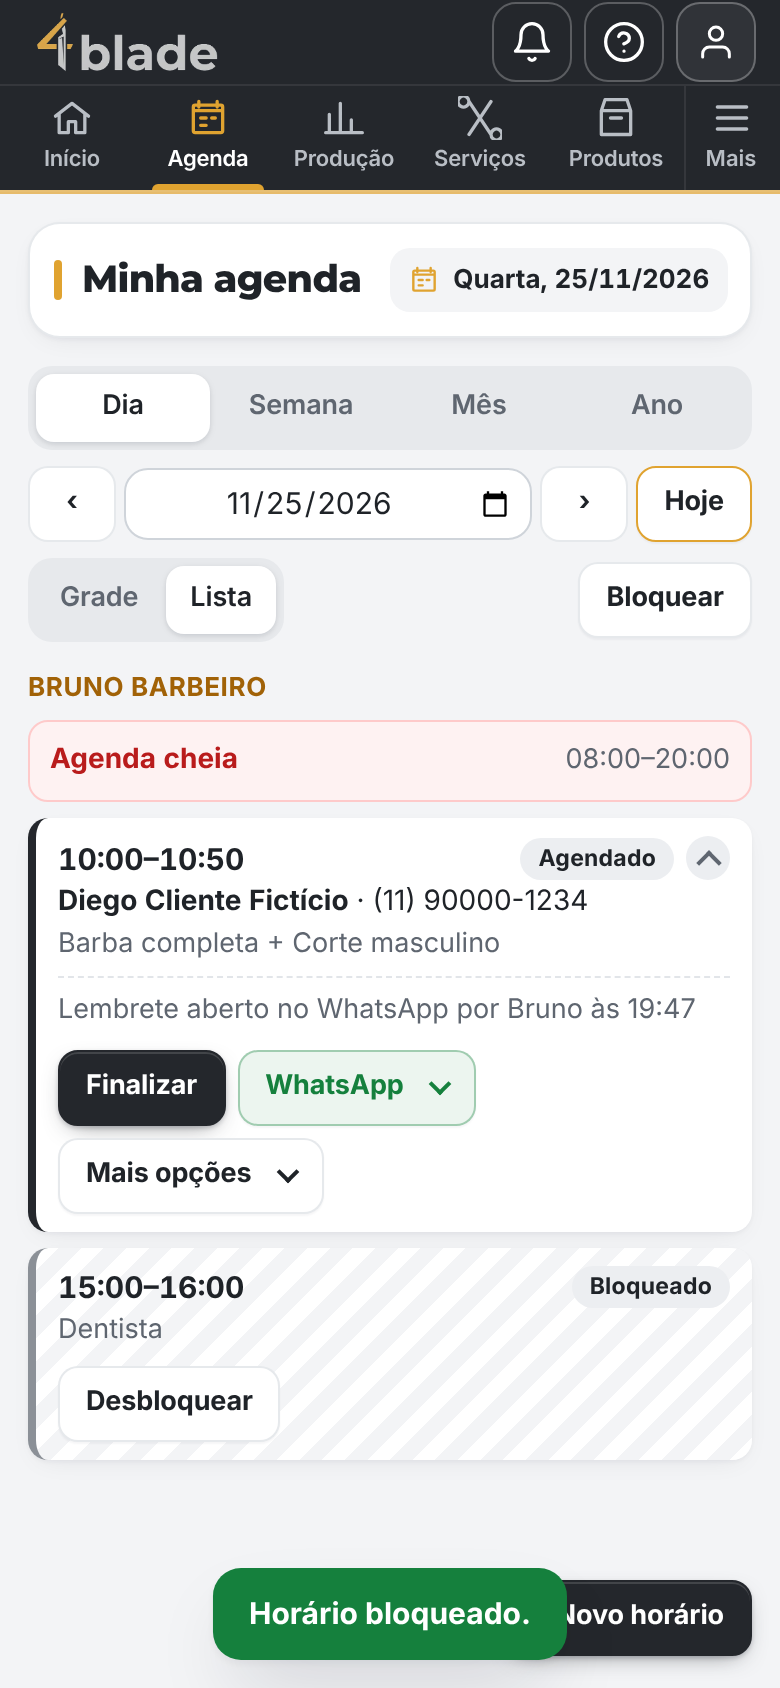 4blade
Início
Agenda
Produção
Serviços
Produtos
Mais
Minha agenda
Quarta, 25/11/2026
Dia
Semana
Mês
Ano
‹
11/25/2026
›
Hoje
Grade
Lista
Bloquear
BRUNO BARBEIRO
Agenda cheia
08:00–20:00
10:00–10:50
Agendado
Diego Cliente Fictício · (11) 90000-1234
Barba completa + Corte masculino
Lembrete aberto no WhatsApp por Bruno às 19:47
Finalizar
WhatsApp
Mais opções
15:00–16:00
Bloqueado
Dentista
Desbloquear
Horário bloqueado.
Novo horário